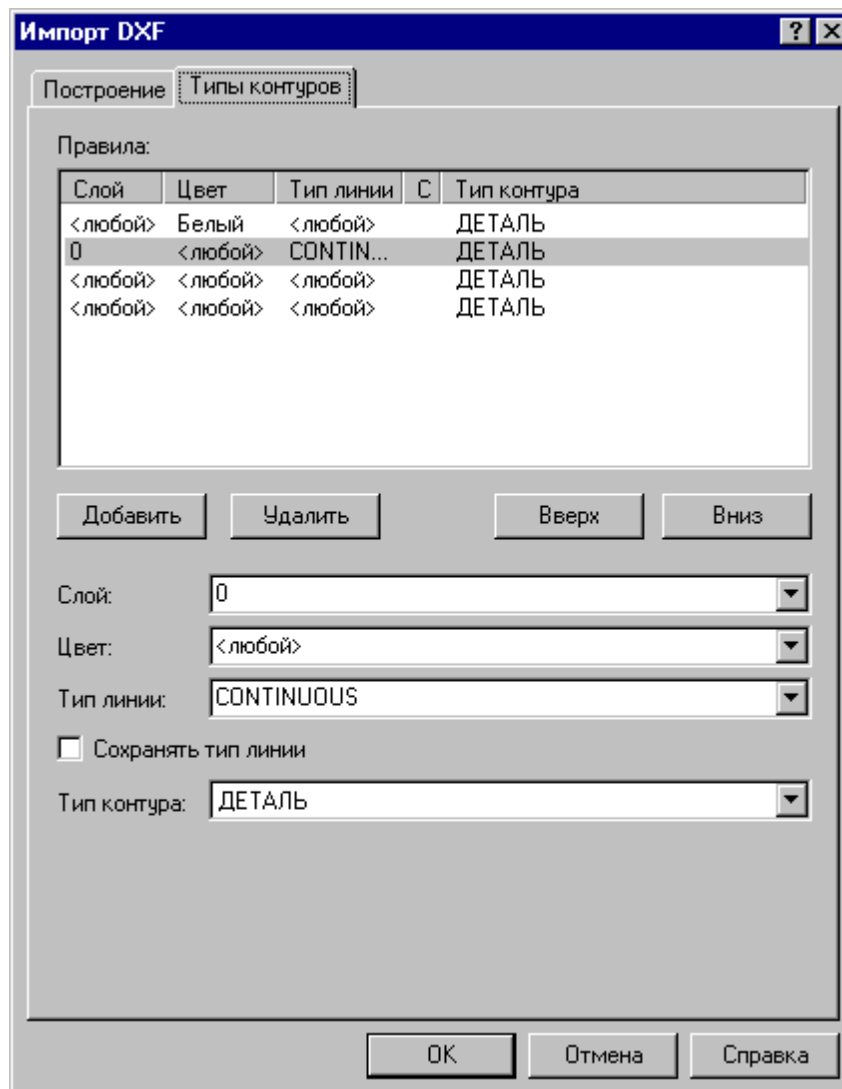 Импорт DXF
Построение Типы контуров
Правила:
Слой Цвет Тип линии С Тип контура
<любой> Белый <любой> ДЕТАЛЬ
0 <любой> CONTIN... ДЕТАЛЬ
<любой> <любой> <любой> ДЕТАЛЬ
<любой> <любой> <любой> ДЕТАЛЬ
Добавить Удалить Вверх Вниз
Слой: 0
Цвет: <любой>
Тип линии: CONTINUOUS
Сохранять тип линии
Тип контура: ДЕТАЛЬ
OK Отмена Справка